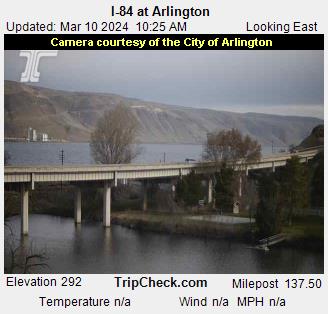 I-84 at Arlington
Updated: Mar 10 2024 10:25 AM Looking East
Camera courtesy of the City of Arlington
Elevation 292 TripCheck.com Milepost 137.50
Temperature n/a Wind n/a MPH n/a